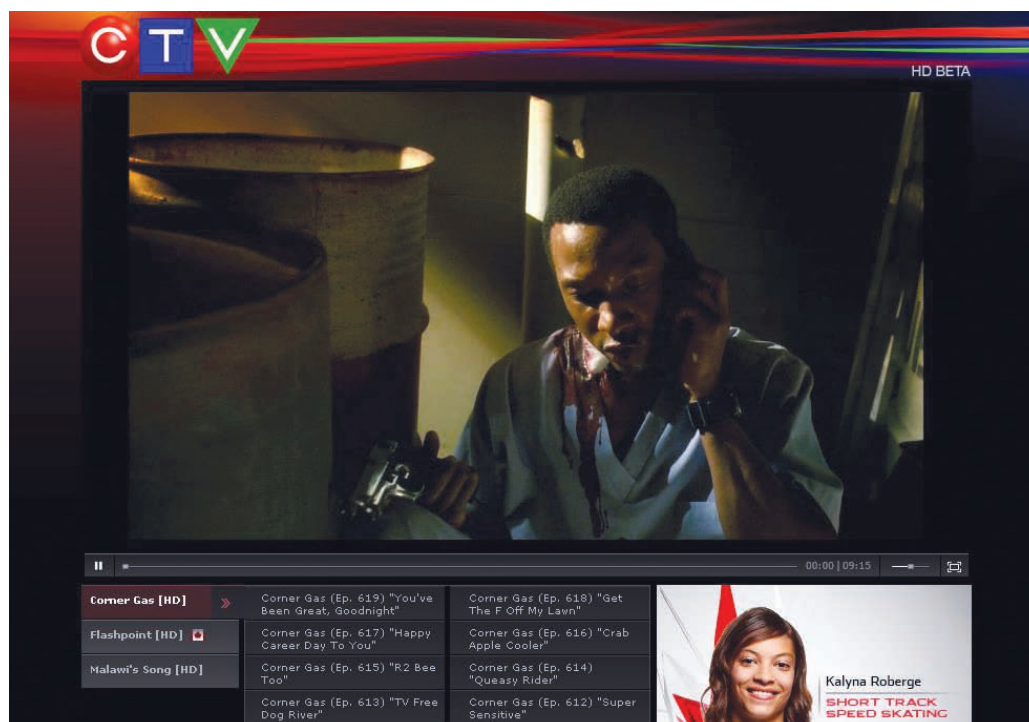 CTV
HD BETA
00:00 | 09:15
Corner Gas [HD]
Flashpoint [HD]
Malawi's Song [HD]
Corner Gas (Ep. 619) "You've
Been Great, Goodnight"
Corner Gas (Ep. 618) "Get
The F Off My Lawn"
Corner Gas (Ep. 617) "Happy
Career Day To You"
Corner Gas (Ep. 616) "Crab
Apple Cooler"
Corner Gas (Ep. 615) "R2 Bee
Too"
Corner Gas (Ep. 614)
"Queasy Rider"
Corner Gas (Ep. 613) "TV Free
Dog River"
Corner Gas (Ep. 612) "Super
Sensitive"
Kalyna Roberge
SHORT TRACK
SPEED SKATING